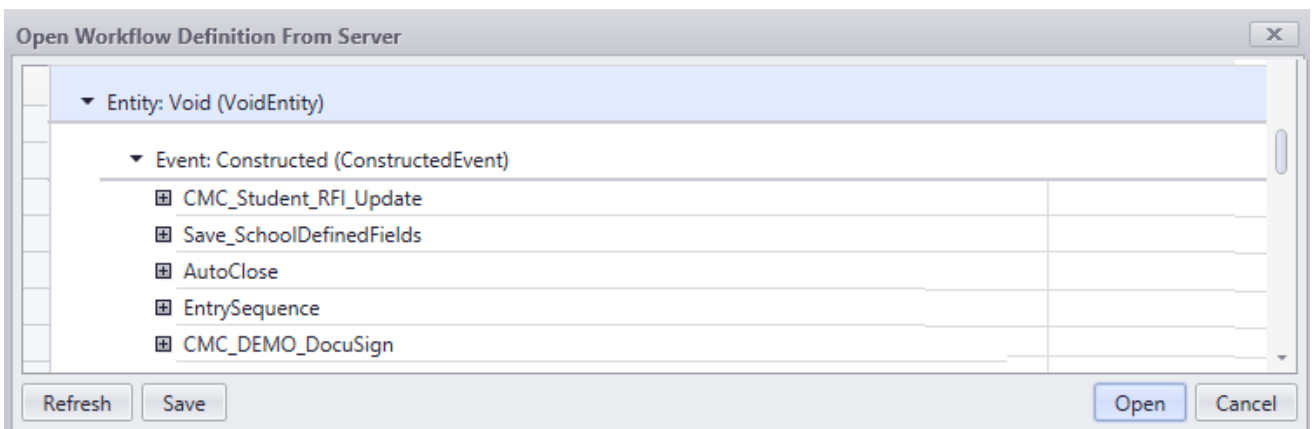 Open Workflow Definition From Server
Entity: Void (VoidEntity)
Event: Constructed (ConstructedEvent)
CMC_Student_RFI_Update
Save_SchoolDefinedFields
AutoClose
EntrySequence
CMC_DEMO_DocuSign
Refresh Save Open Cancel